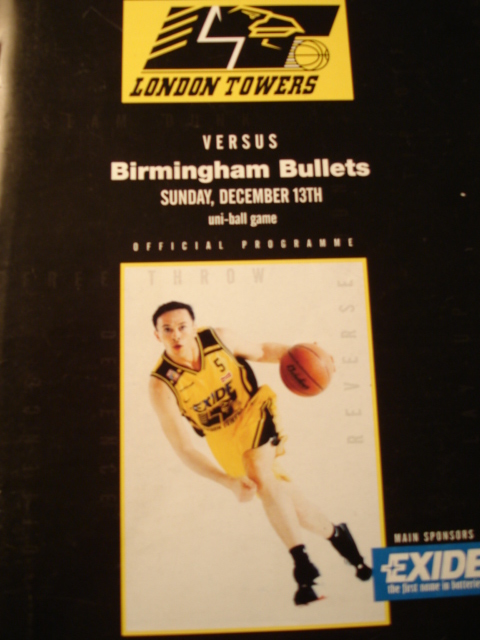 LONDON TOWERS
VERSUS
Birmingham Bullets
SUNDAY, DECEMBER 13TH
uni-ball game
OFFICIAL PROGRAMME
FREE THROW
REVERSE
5
EXIDE
MAIN SPONSORS
EXIDE
the first name in batteries